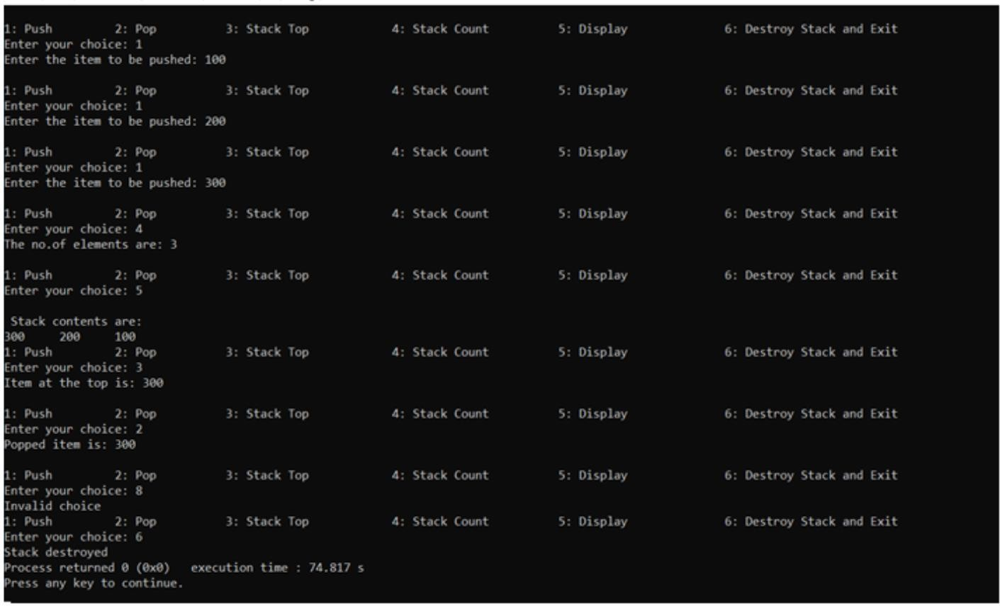 1: Push 2: Pop 3: Stack Top 4: Stack Count 5: Display 6: Destroy Stack and Exit
Enter your choice: 1
Enter the item to be pushed: 100
1: Push 2: Pop 3: Stack Top 4: Stack Count 5: Display 6: Destroy Stack and Exit
Enter your choice: 1
Enter the item to be pushed: 200
1: Push 2: Pop 3: Stack Top 4: Stack Count 5: Display 6: Destroy Stack and Exit
Enter your choice: 1
Enter the item to be pushed: 300
1: Push 2: Pop 3: Stack Top 4: Stack Count 5: Display 6: Destroy Stack and Exit
Enter your choice: 4
The no.of elements are: 3
1: Push 2: Pop 3: Stack Top 4: Stack Count 5: Display 6: Destroy Stack and Exit
Enter your choice: 5
Stack contents are:
300 200 100
1: Push 2: Pop 3: Stack Top 4: Stack Count 5: Display 6: Destroy Stack and Exit
Enter your choice: 3
Item at the top is: 300
1: Push 2: Pop 3: Stack Top 4: Stack Count 5: Display 6: Destroy Stack and Exit
Enter your choice: 2
Popped item is: 300
1: Push 2: Pop 3: Stack Top 4: Stack Count 5: Display 6: Destroy Stack and Exit
Enter your choice: 8
Invalid choice
1: Push 2: Pop 3: Stack Top 4: Stack Count 5: Display 6: Destroy Stack and Exit
Enter your choice: 6
Stack destroyed
Process returned 0 (0x0) execution time : 74.817 s
Press any key to continue.